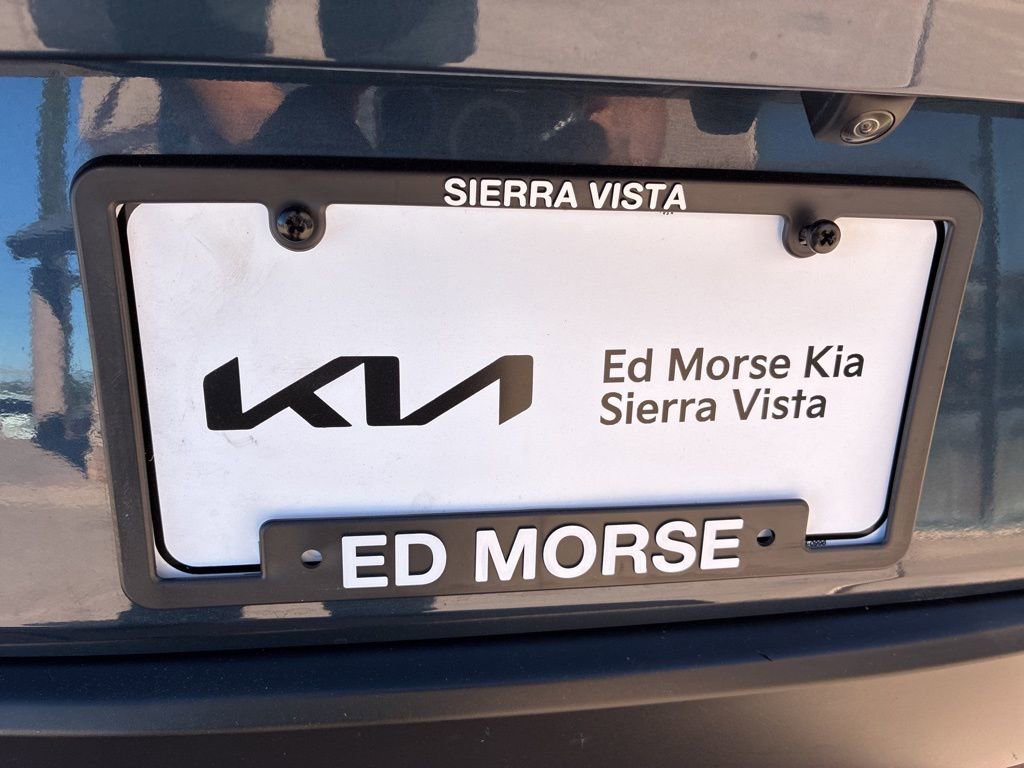 SIERRA VISTA
KIA
Ed Morse Kia
Sierra Vista
ED MORSE